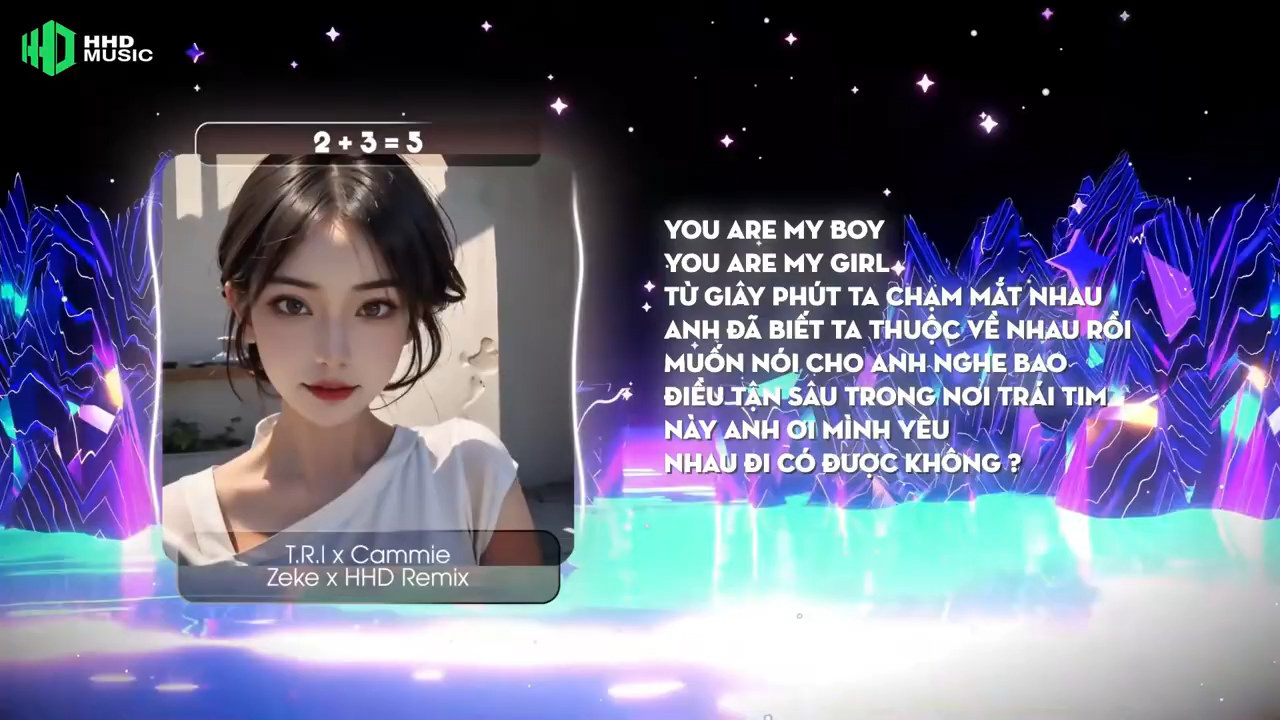 HHD
MUSIC
2 + 3 = 5
YOU ARE MY BOY
YOU ARE MY GIRL
TỪ GIÂY PHÚT TA CHẠM MẮT NHAU
ANH ĐÃ BIẾT TA THUỘC VỀ NHAU RỒI
MUỐN NÓI CHO ANH NGHE BAO
ĐIỀU TẬN SÂU TRONG NƠI TRÁI TIM
NÀY ANH ƠI MÌNH YÊU
NHAU ĐI CÓ ĐƯỢC KHÔNG ?
T.R.I x Cammie
Zeke x HHD Remix